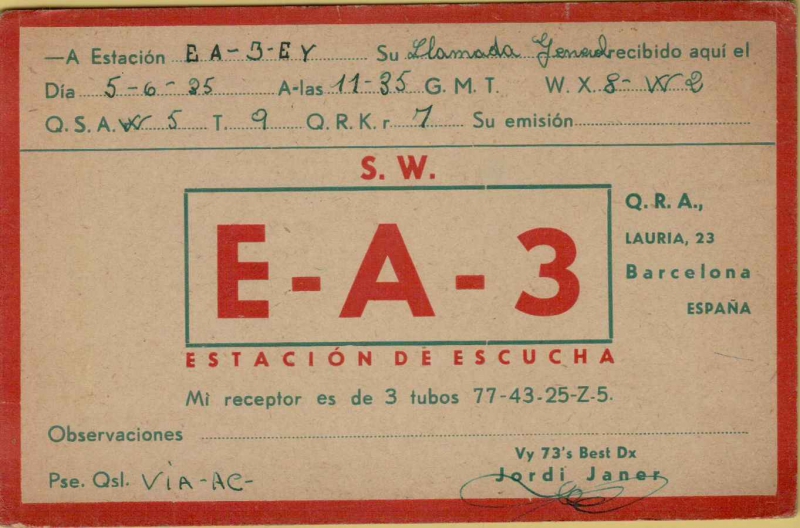 —A Estación EA-3-EY Su Llamada General recibido aquí el
Día 5-6-35 A-las 11-35 G. M. T. W. X. 8-W2
Q. S. A. W 5 T. 9 Q. R. K. r 7 Su emisión
S. W.
E-A-3
ESTACIÓN DE ESCUCHA
Q. R. A.,
LAURIA, 23
Barcelona
ESPAÑA
Mi receptor es de 3 tubos 77-43-25-Z-5.
Observaciones
Pse. Qsl. VIA-AC-
Vy 73's Best Dx
Jordi Janer